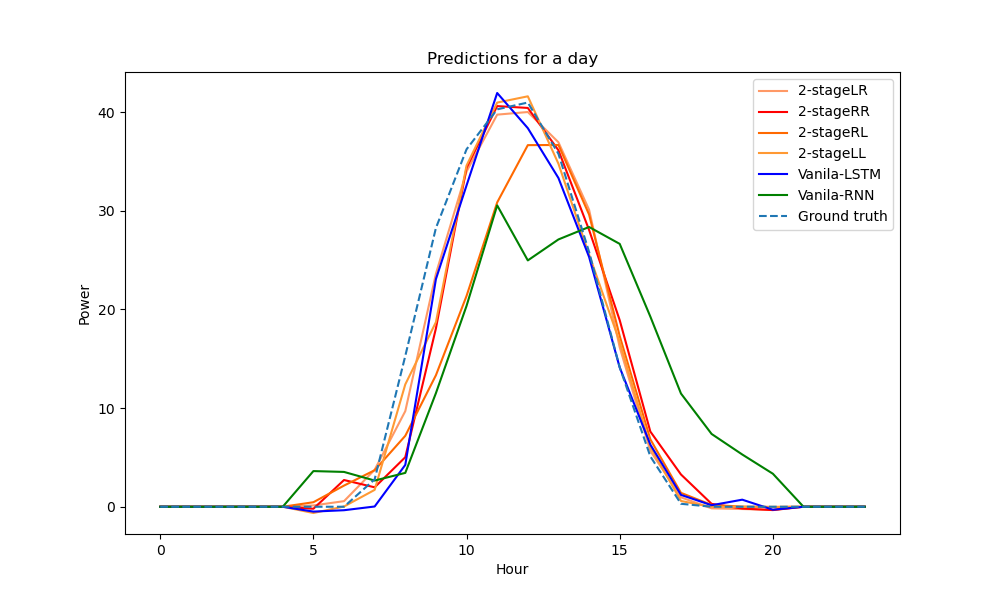 Predictions for a day
2-stageLR
2-stageRR
2-stageRL
2-stageLL
Vanila-LSTM
Vanila-RNN
Ground truth
Power
40
30
20
10
0
0 5 10 15 20
Hour